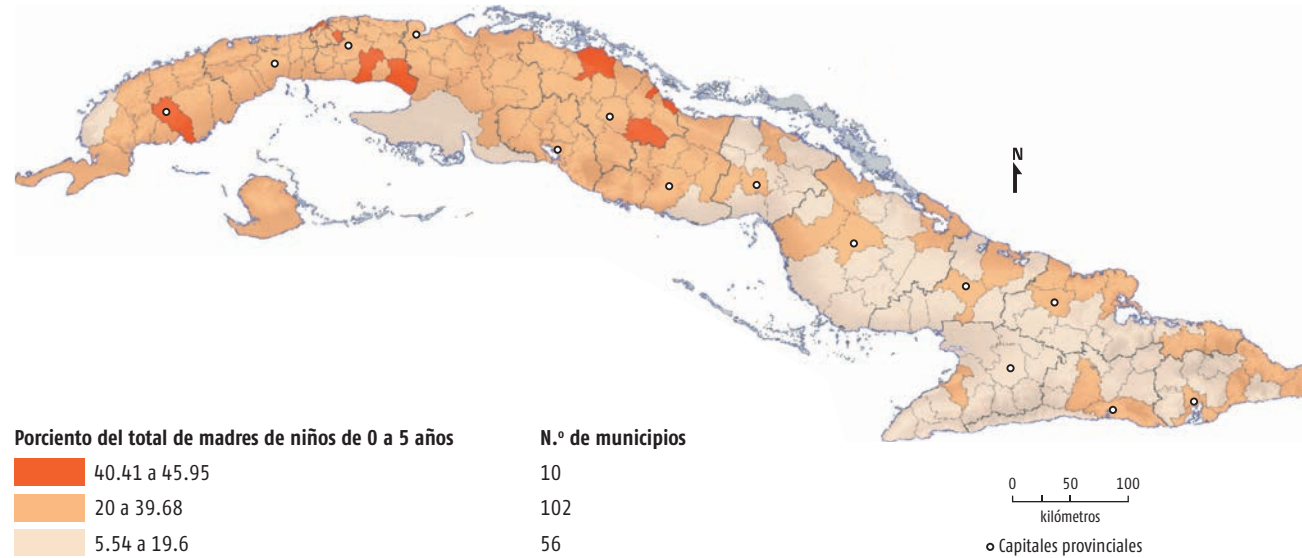 N
Porciento del total de madres de niños de 0 a 5 años
N.º de municipios
40.41 a 45.95
10
20 a 39.68
102
5.54 a 19.6
56
0 50 100
kilómetros
Capitales provinciales